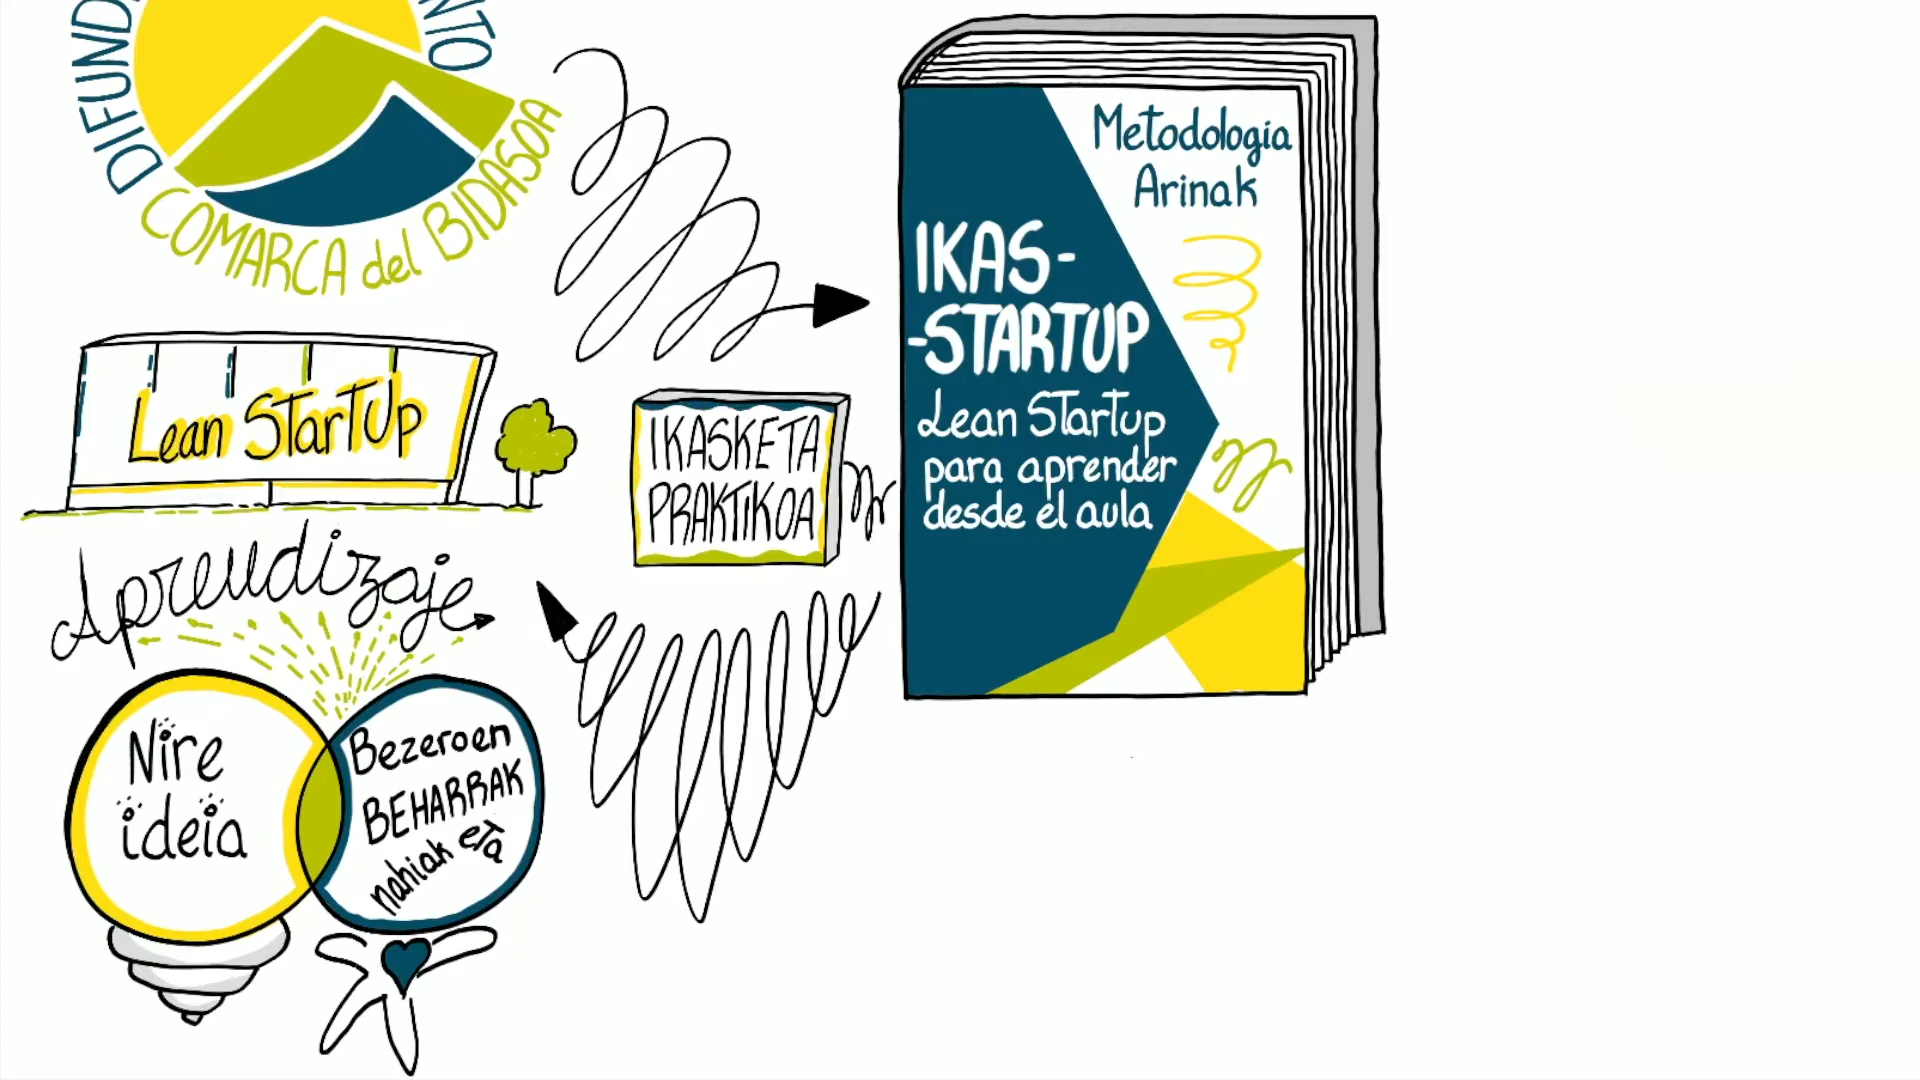 DIFUND
NTO
COMARCA del BIDASOA
Lean StarTUp
Aprendizaje
Nire
ideia
Bezeroen
BEHARRAK
nahiak eTa
IKASKETA
PRAKTIKOA
Metodologia
Arinak
IKAS-
-STARTUP
Lean STarTup
para aprender
desde el aula